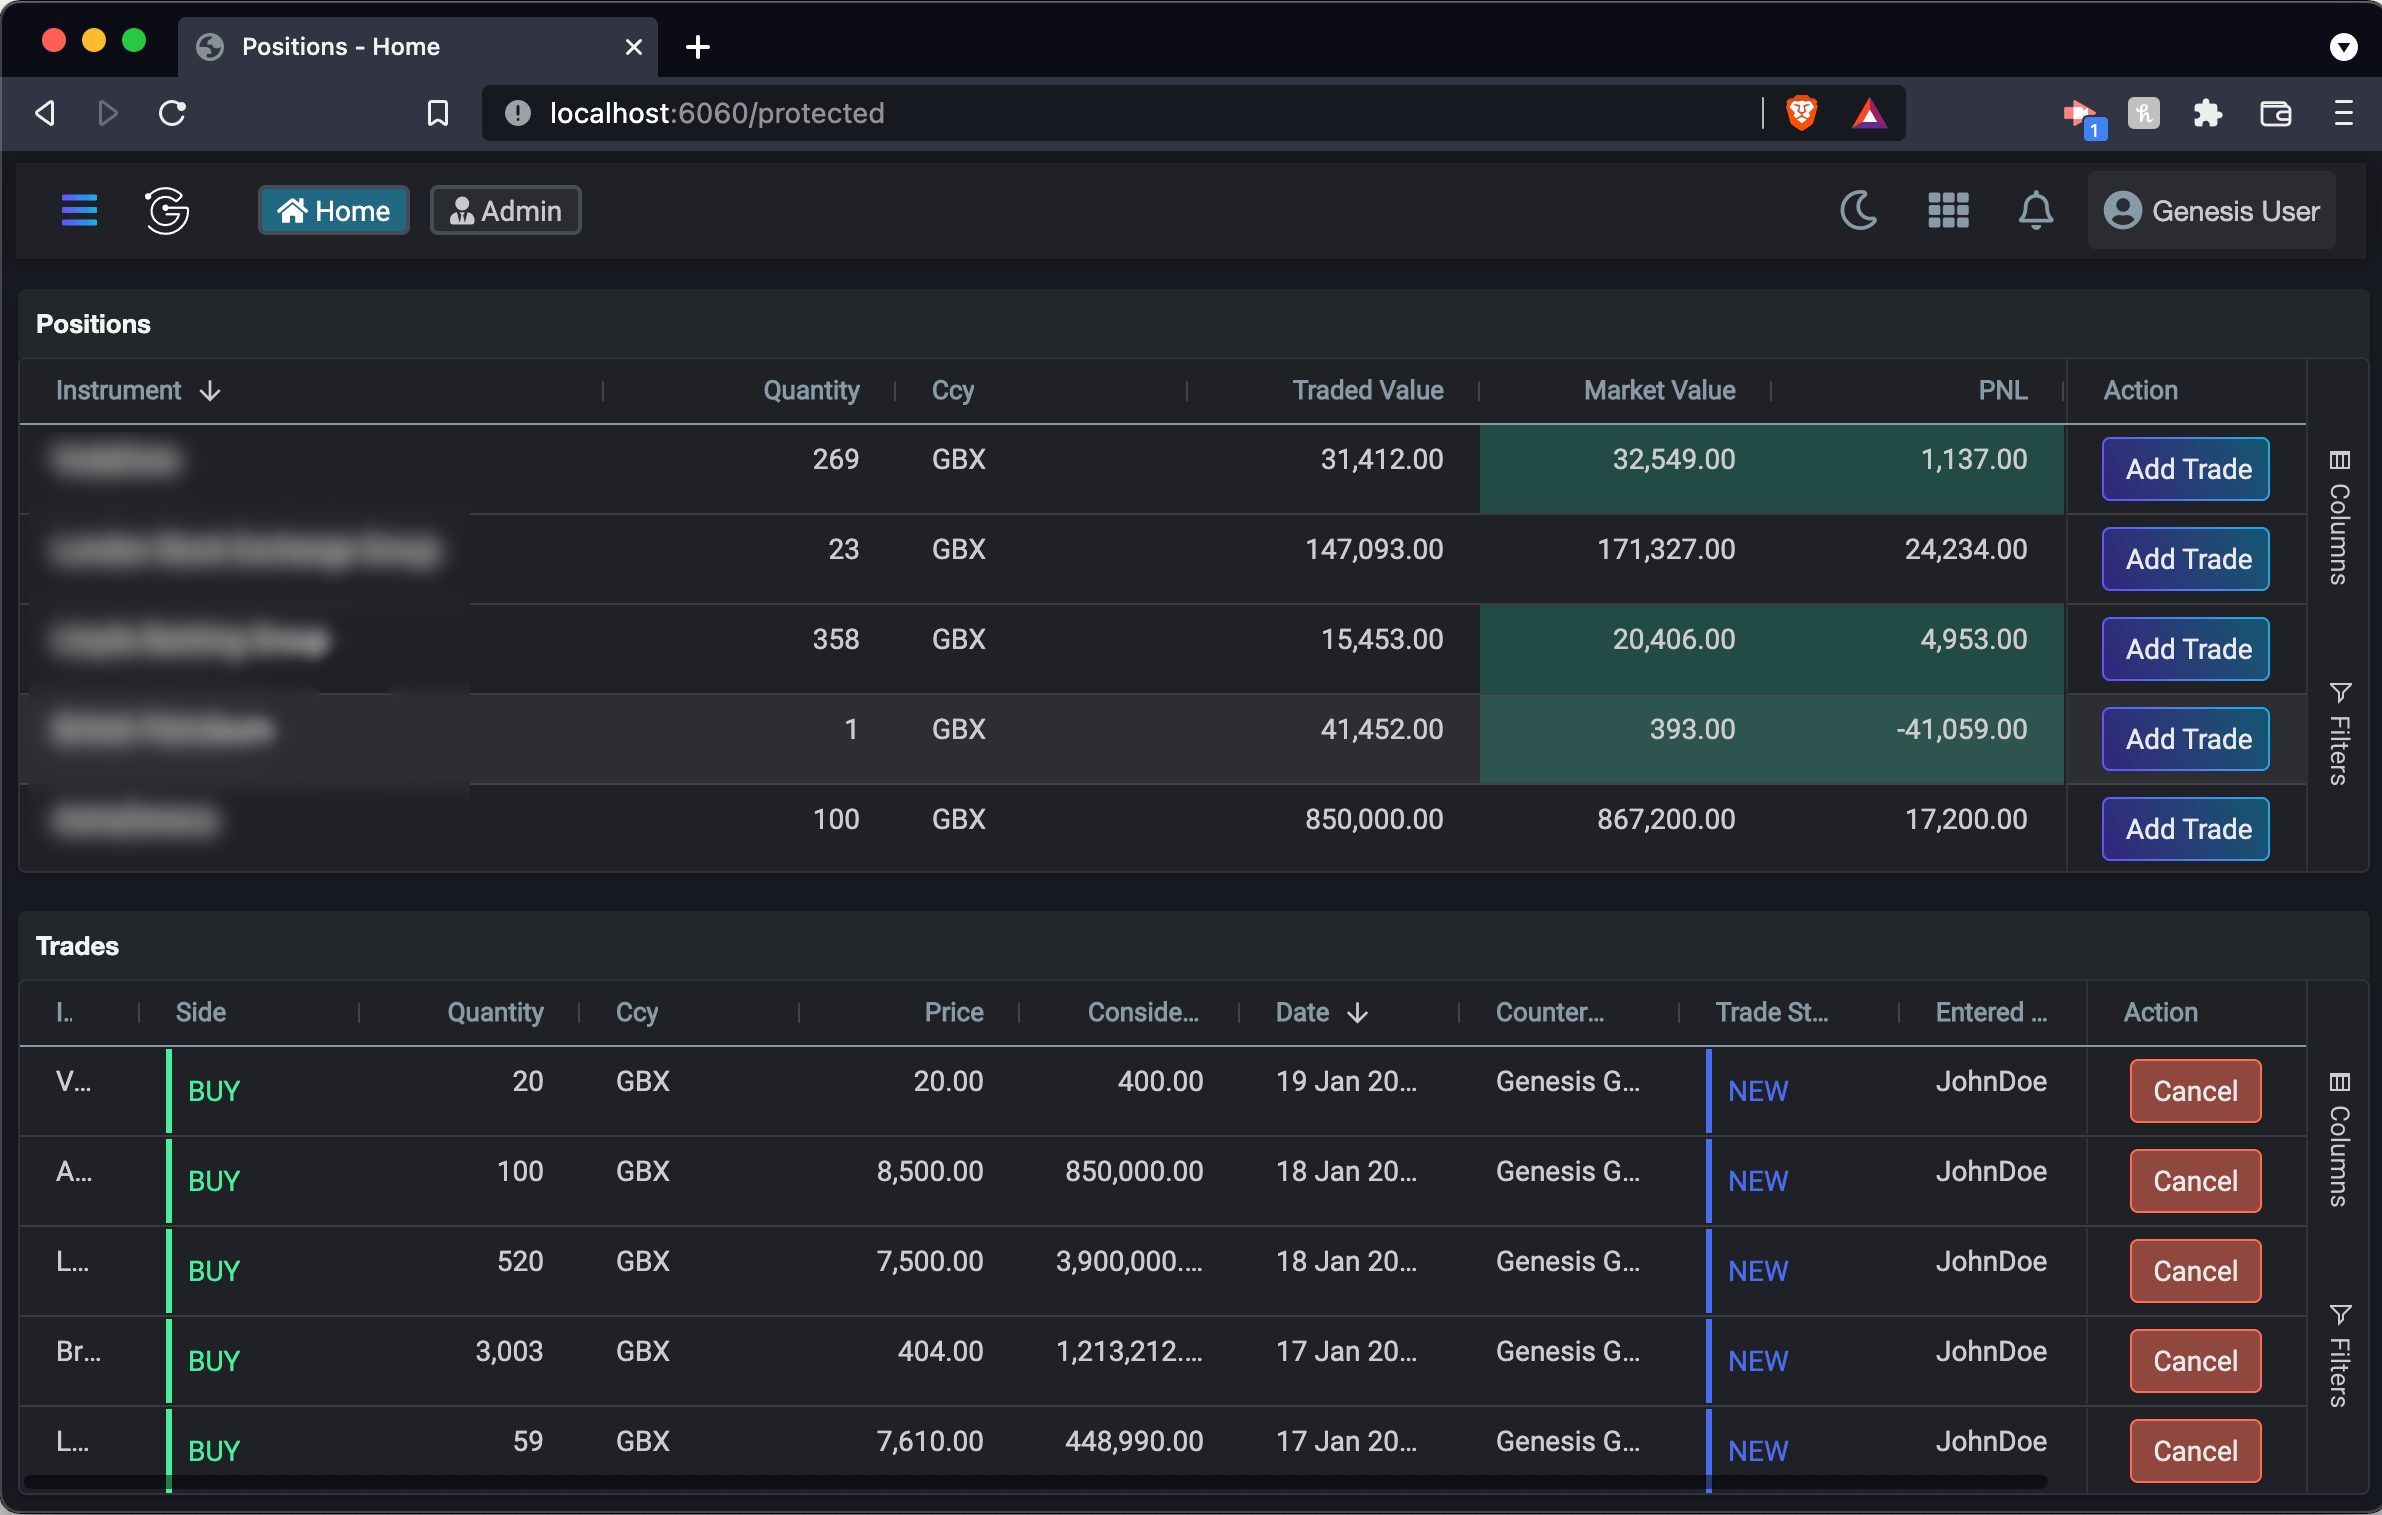 Positions - Home
localhost:6060/protected
1
Home Admin Genesis User
Positions
Instrument Quantity Ccy Traded Value Market Value PNL Action
269 GBX 31,412.00 32,549.00 1,137.00 Add Trade
23 GBX 147,093.00 171,327.00 24,234.00 Add Trade
358 GBX 15,453.00 20,406.00 4,953.00 Add Trade
1 GBX 41,452.00 393.00 -41,059.00 Add Trade
100 GBX 850,000.00 867,200.00 17,200.00 Add Trade
Columns
Filters
Trades
I.. Side Quantity Ccy Price Conside... Date Counter... Trade St... Entered ... Action
V... BUY 20 GBX 20.00 400.00 19 Jan 20... Genesis G... NEW JohnDoe Cancel
A... BUY 100 GBX 8,500.00 850,000.00 18 Jan 20... Genesis G... NEW JohnDoe Cancel
L... BUY 520 GBX 7,500.00 3,900,000.... 18 Jan 20... Genesis G... NEW JohnDoe Cancel
Br... BUY 3,003 GBX 404.00 1,213,212.... 17 Jan 20... Genesis G... NEW JohnDoe Cancel
L... BUY 59 GBX 7,610.00 448,990.00 17 Jan 20... Genesis G... NEW JohnDoe Cancel
Columns
Filters